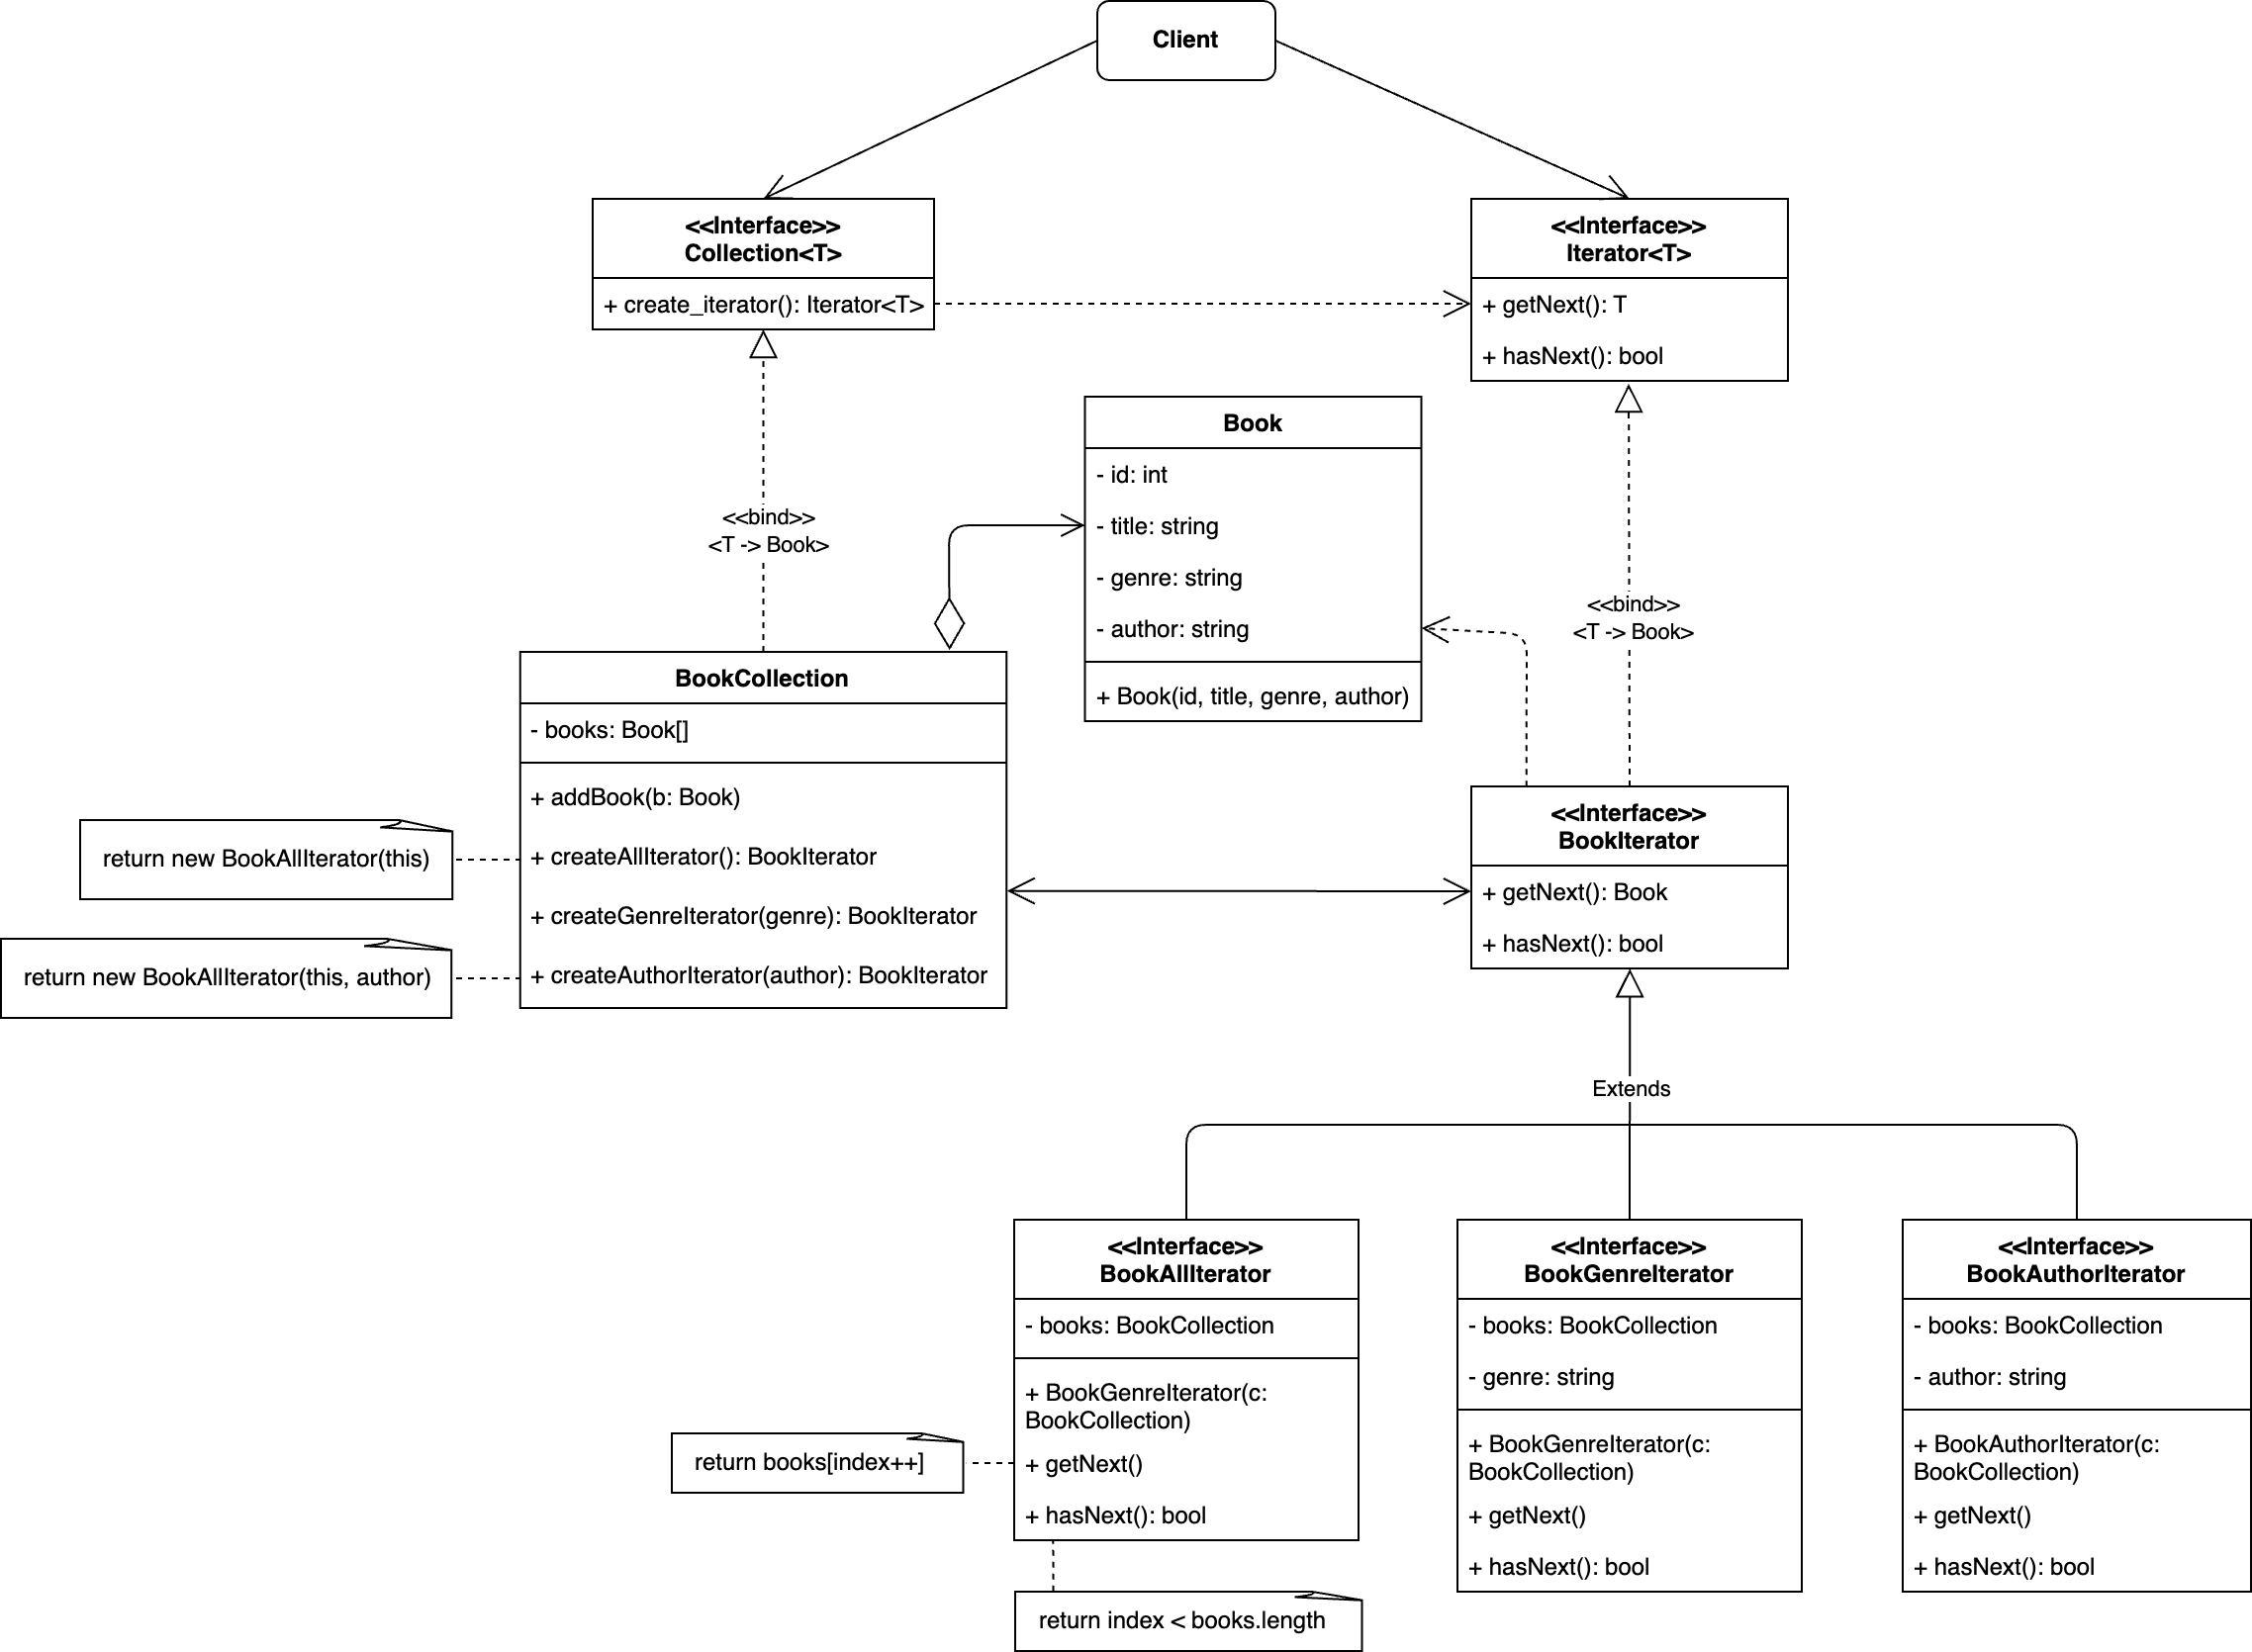 Client
<<Interface>>
Collection<T>
+ create_iterator(): Iterator<T>
<<Interface>>
Iterator<T>
+ getNext(): T
+ hasNext(): bool
Book
- id: int
- title: string
- genre: string
- author: string
+ Book(id, title, genre, author)
<<bind>>
<T -> Book>
<<bind>>
<T -> Book>
BookCollection
- books: Book[]
+ addBook(b: Book)
+ createAllIterator(): BookIterator
+ createGenreIterator(genre): BookIterator
+ createAuthorIterator(author): BookIterator
return new BookAllIterator(this)
return new BookAllIterator(this, author)
<<Interface>>
BookIterator
+ getNext(): Book
+ hasNext(): bool
Extends
<<Interface>>
BookAllIterator
- books: BookCollection
+ BookGenreIterator(c:
BookCollection)
+ getNext()
+ hasNext(): bool
return books[index++]
return index < books.length
<<Interface>>
BookGenreIterator
- books: BookCollection
- genre: string
+ BookGenreIterator(c:
BookCollection)
+ getNext()
+ hasNext(): bool
<<Interface>>
BookAuthorIterator
- books: BookCollection
- author: string
+ BookAuthorIterator(c:
BookCollection)
+ getNext()
+ hasNext(): bool